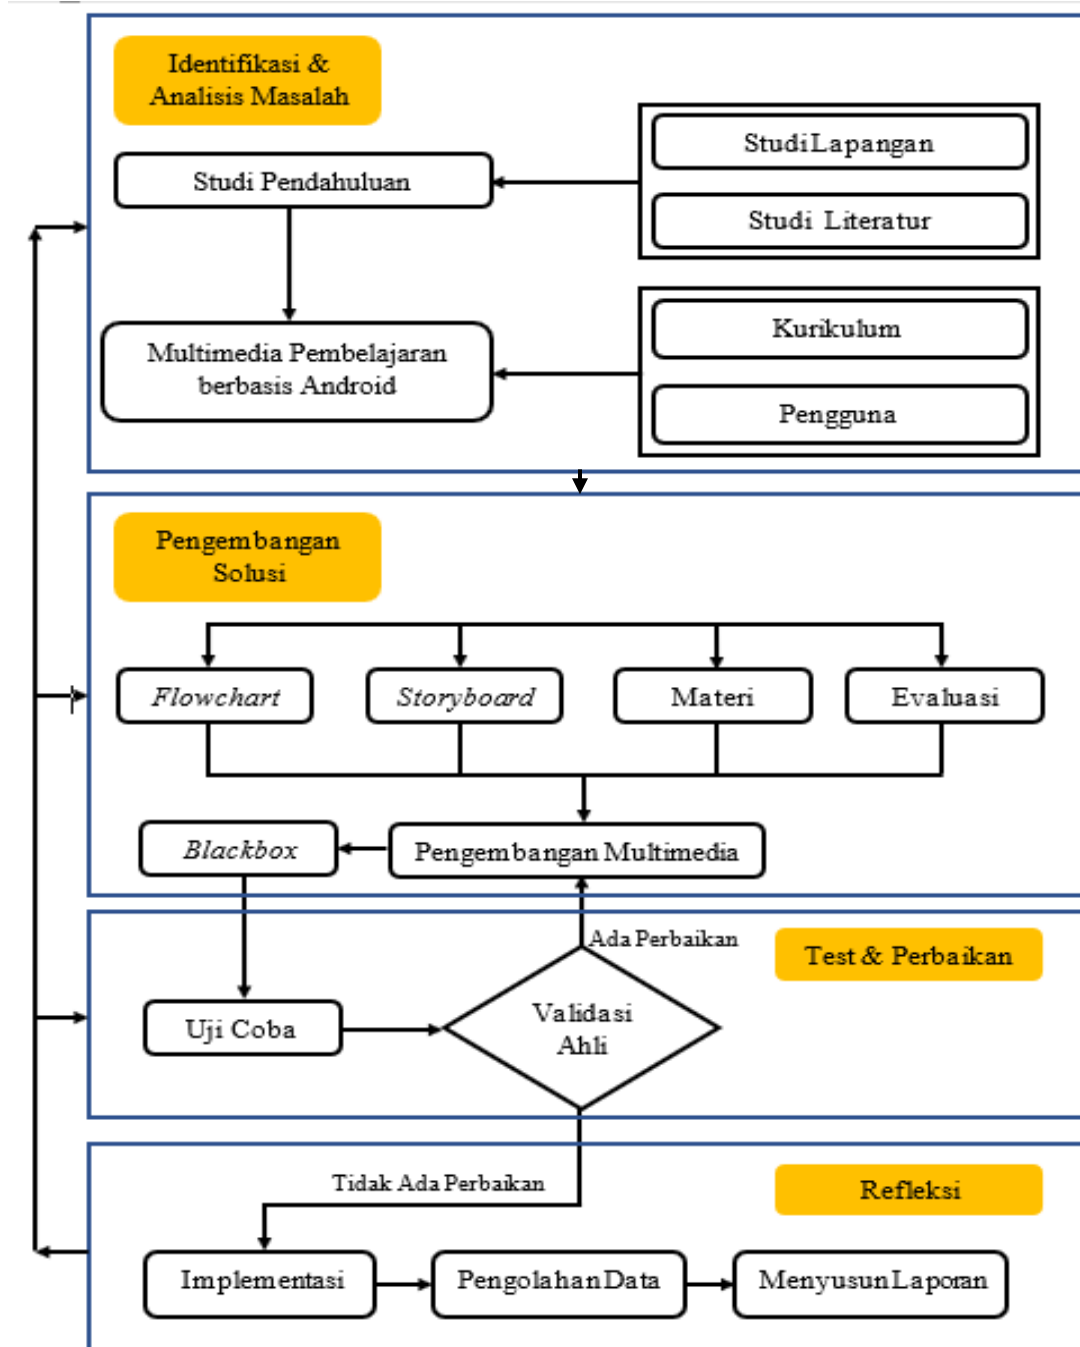 Identifikasi &
Analisis Masalah
Studi Lapangan
Studi Pendahuluan
Studi Literatur
Kurikulum
Multimedia Pembelajaran
berbasis Android
Pengguna
Pengembangan
Solusi
Flowchart
Storyboard
Materi
Evaluasi
Blackbox
Pengembangan Multimedia
Ada Perbaikan
Test & Perbaikan
Uji Coba
Validasi
Ahli
Tidak Ada Perbaikan
Refleksi
Implementasi
Pengolahan Data
Menyusun Laporan